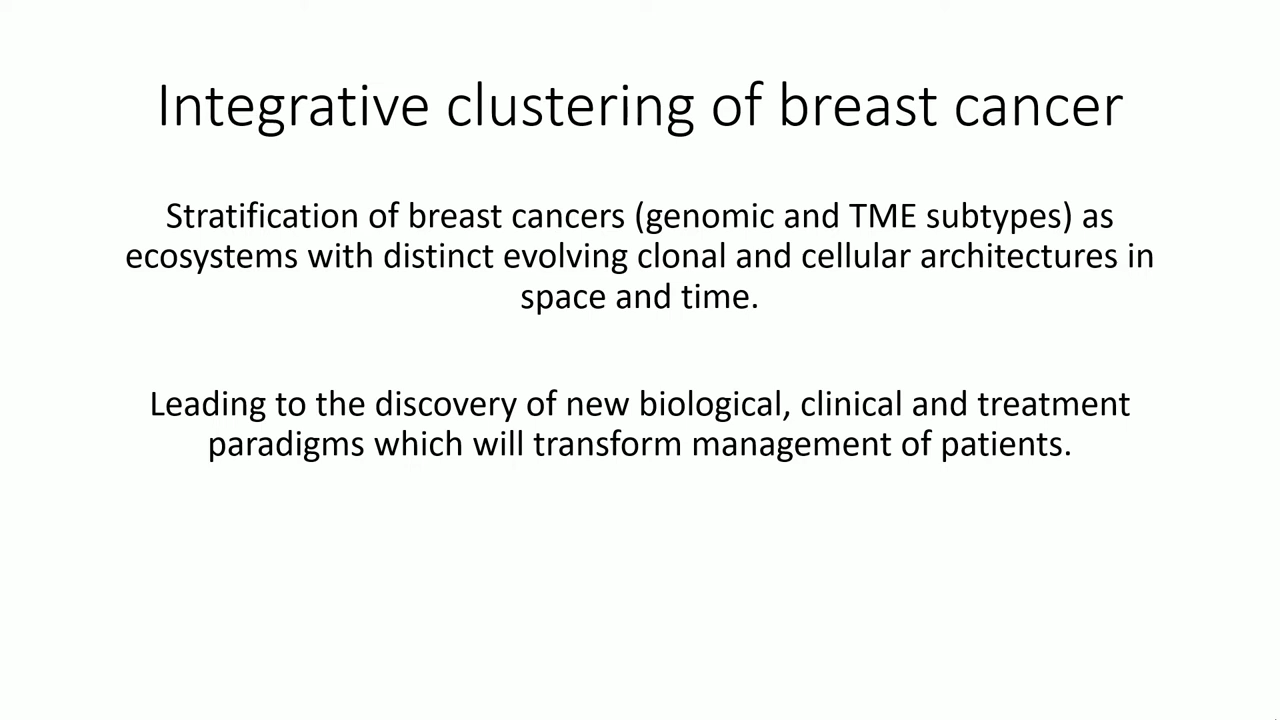 Integrative clustering of breast cancer
Stratification of breast cancers (genomic and TME subtypes) as
ecosystems with distinct evolving clonal and cellular architectures in
space and time.
Leading to the discovery of new biological, clinical and treatment
paradigms which will transform management of patients.